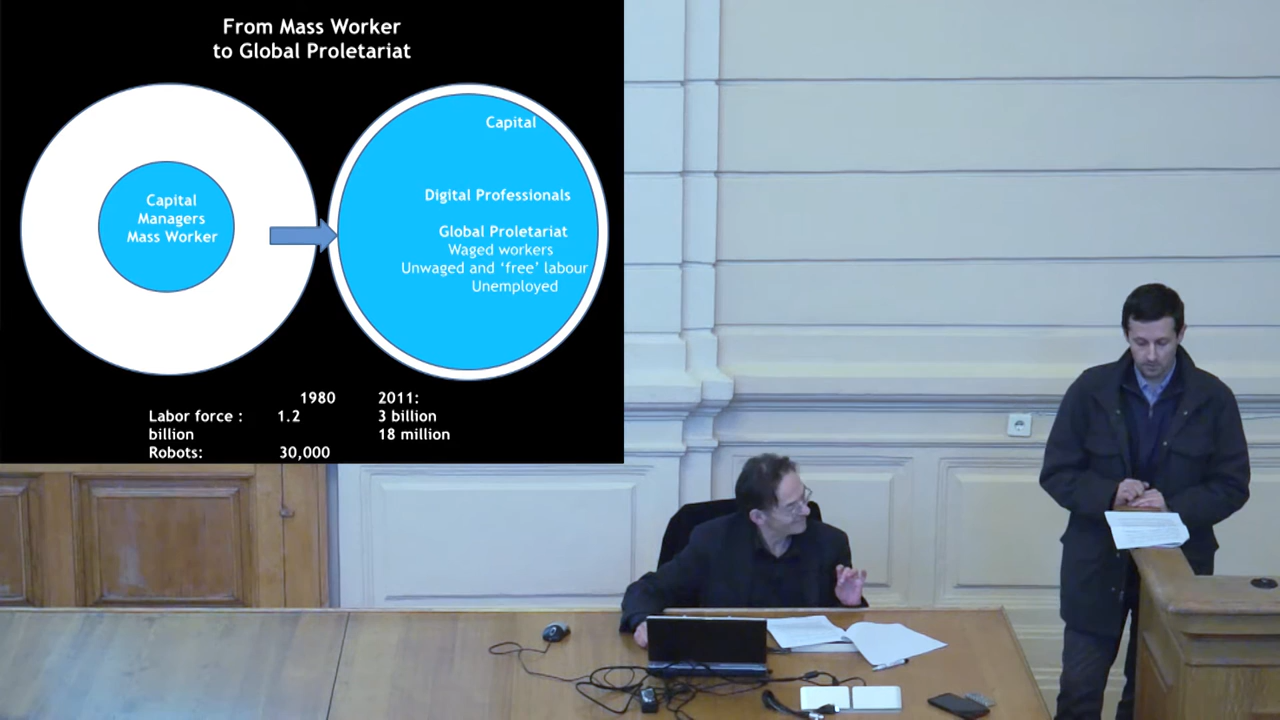 From Mass Worker
to Global Proletariat
Capital
Managers
Mass Worker
Capital
Digital Professionals
Global Proletariat
Waged workers
Unwaged and ‘free’ labour
Unemployed
1980 2011:
Labor force : 1.2 3 billion
billion 18 million
Robots: 30,000